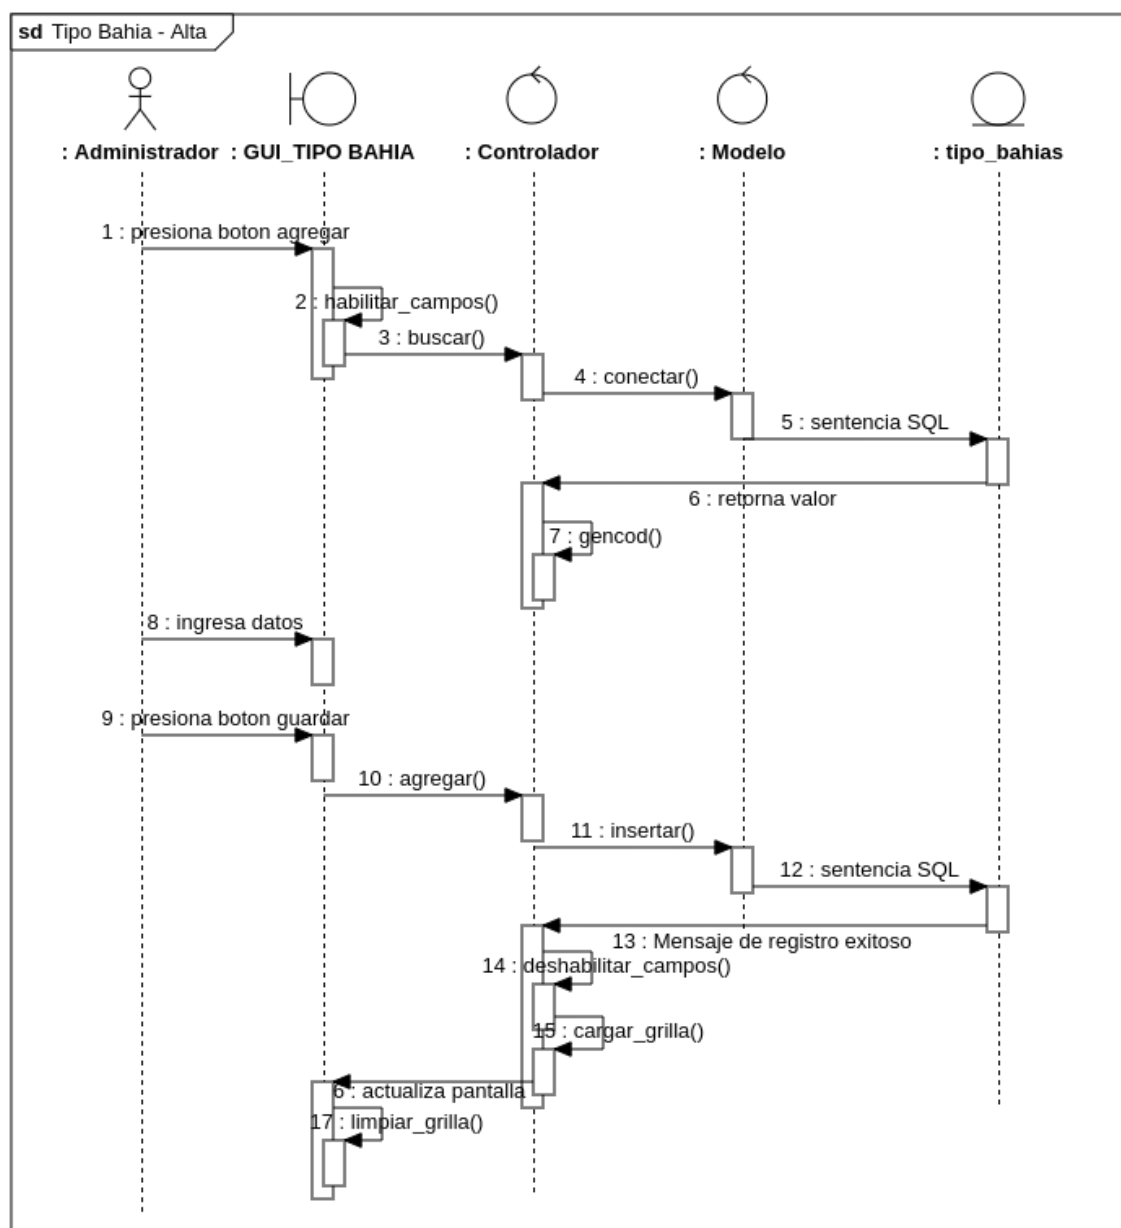 sd Tipo Bahia - Alta
: Administrador
: GUI_TIPO BAHIA
: Controlador
: Modelo
: tipo_bahias
1 : presiona boton agregar
2 : habilitar_campos()
3 : buscar()
4 : conectar()
5 : sentencia SQL
6 : retorna valor
7 : gencod()
8 : ingresa datos
9 : presiona boton guardar
10 : agregar()
11 : insertar()
12 : sentencia SQL
13 : Mensaje de registro exitoso
14 : deshabilitar_campos()
15 : cargar_grilla()
6 : actualiza pantalla
17 : limpiar_grilla()